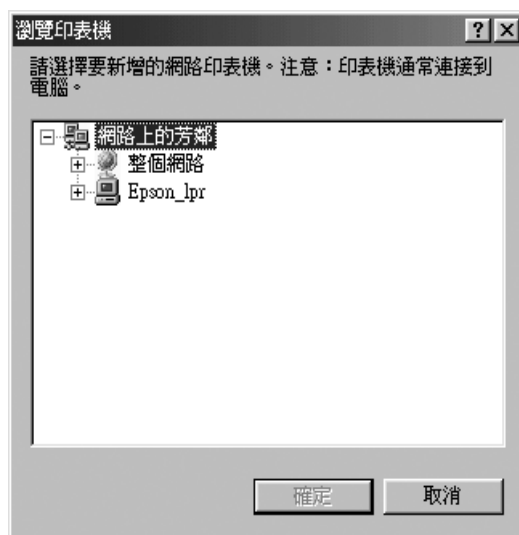 瀏覽印表機
請選擇要新增的網路印表機。注意：印表機通常連接到
電腦。
網路上的芳鄰
整個網路
Epson_lpr
確定
取消